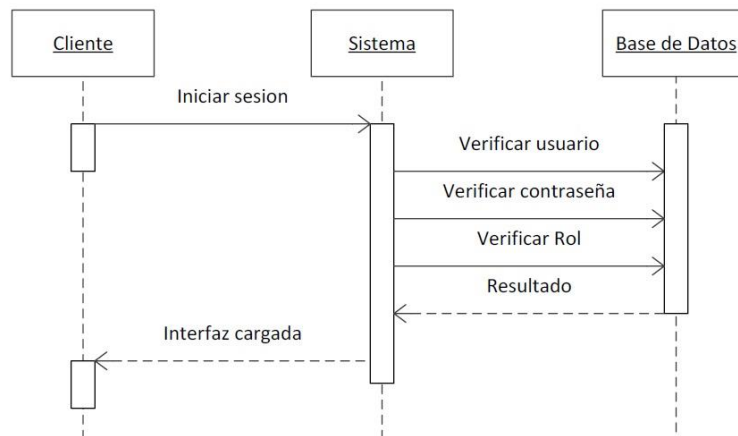 Cliente
Sistema
Base de Datos
Iniciar sesion
Verificar usuario
Verificar contraseña
Verificar Rol
Resultado
Interfaz cargada